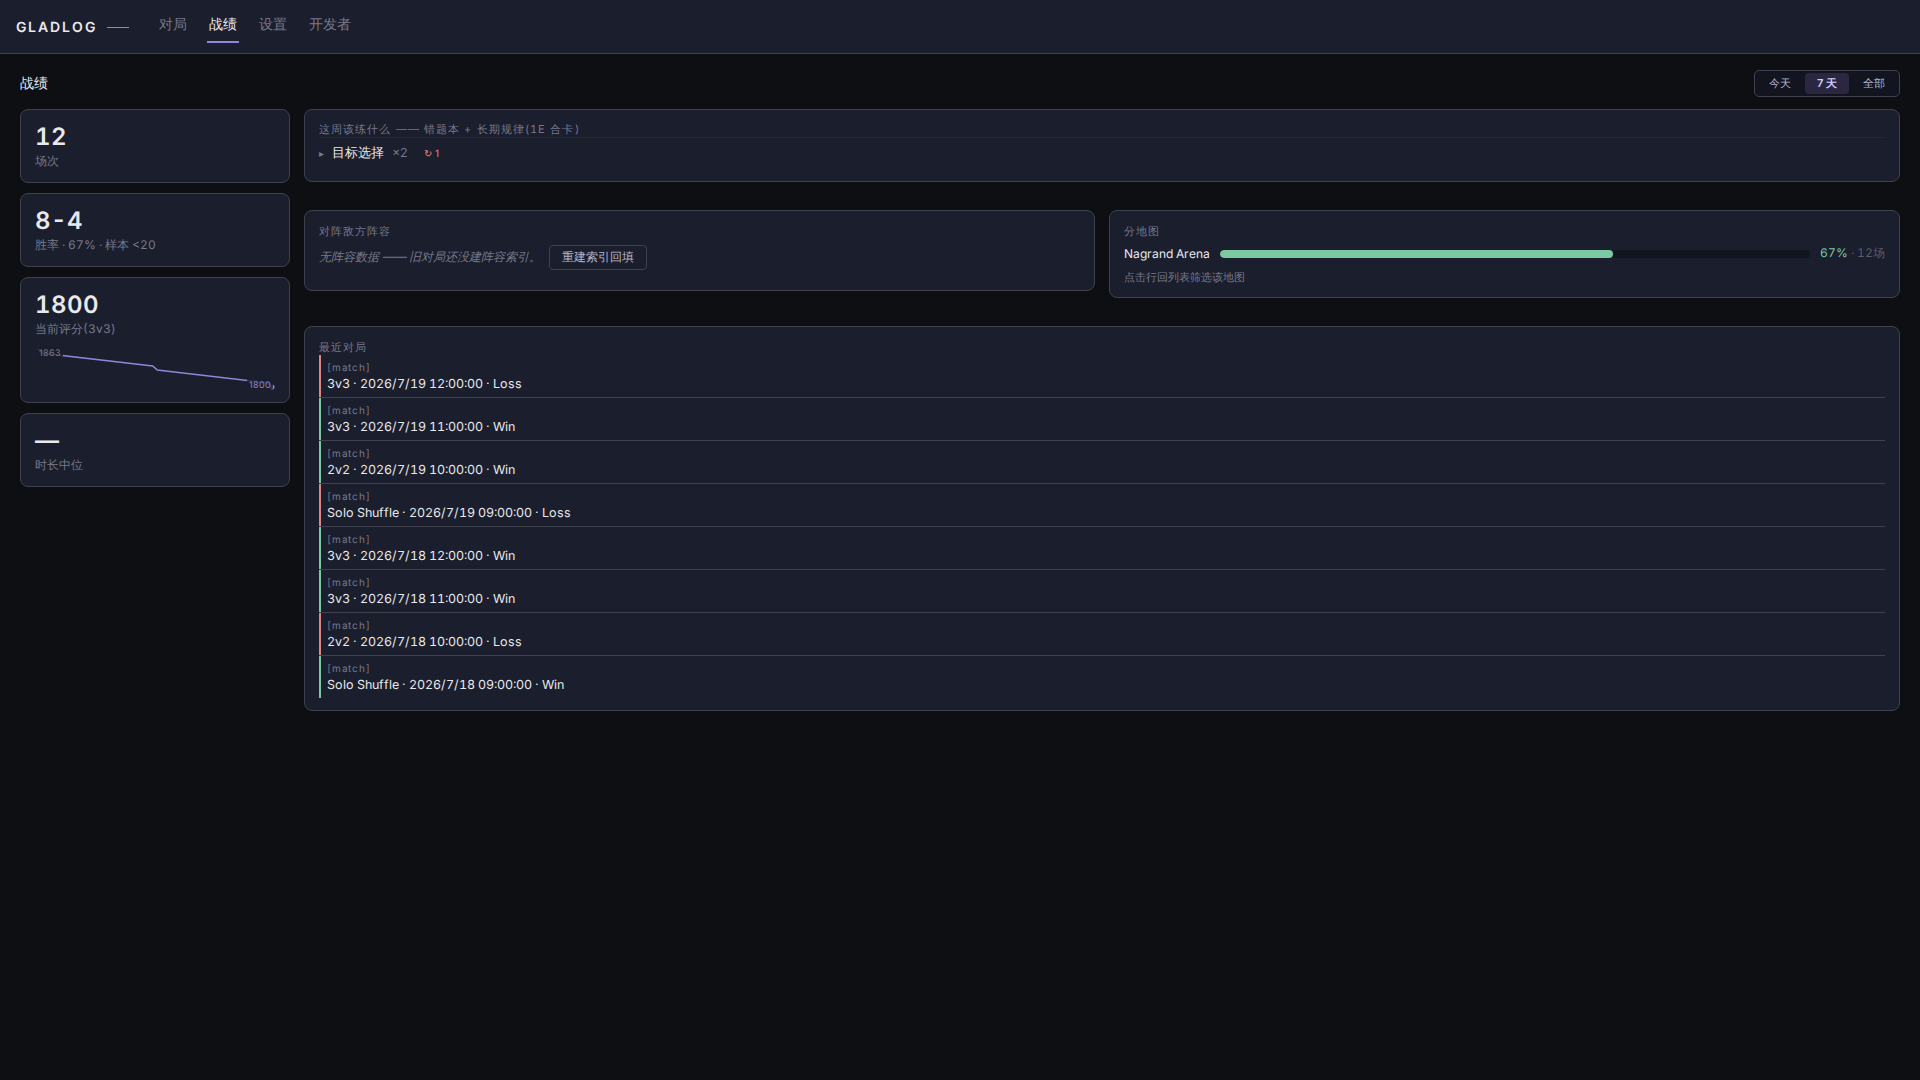 GLADLOG
对局 战绩 设置 开发者
战绩
今天 7 天 全部
12
场次
8-4
胜率 · 67% · 样本 <20
1800
当前评分(3v3)
1863
1800
—
时长中位
这周该练什么 —— 错题本 + 长期规律(1E 合卡)
▸ 目标选择 ×2 ↻ 1
对阵敌方阵容
无阵容数据 —— 旧对局还没建阵容索引。 重建索引回填
分地图
Nagrand Arena 67% · 12场
点击行回列表筛选该地图
最近对局
[match]
3v3 · 2026/7/19 12:00:00 · Loss
[match]
3v3 · 2026/7/19 11:00:00 · Win
[match]
2v2 · 2026/7/19 10:00:00 · Win
[match]
Solo Shuffle · 2026/7/19 09:00:00 · Loss
[match]
3v3 · 2026/7/18 12:00:00 · Win
[match]
3v3 · 2026/7/18 11:00:00 · Win
[match]
2v2 · 2026/7/18 10:00:00 · Loss
[match]
Solo Shuffle · 2026/7/18 09:00:00 · Win